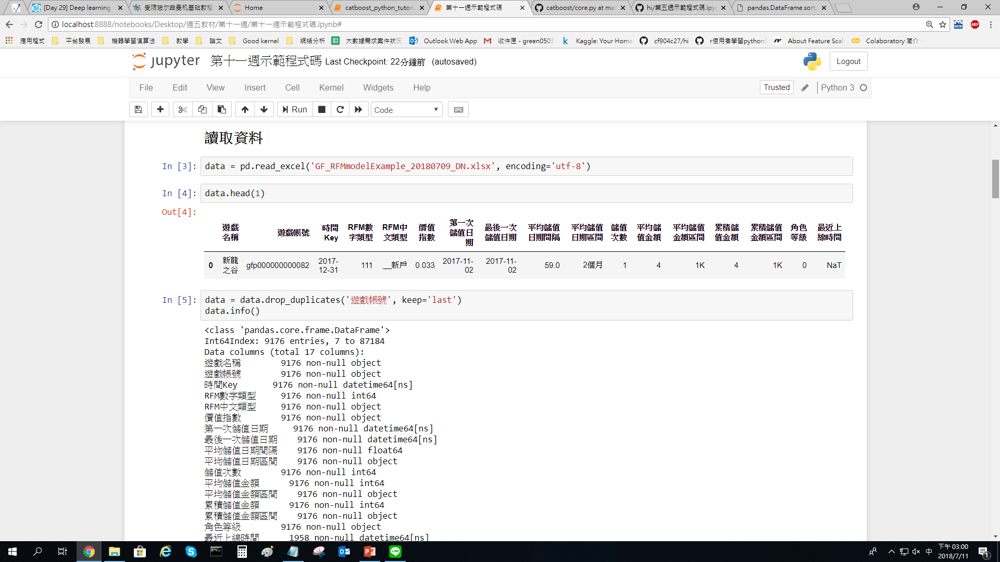 [Day 29] Deep learning
受限玻尔兹曼机基础教程
Home
catboost_python_tutori
第十一週示範程式碼
catboost/core.py at mas
hi/第五週示範程式碼.ipyn
pandas.DataFrame.sort_
localhost:8888/notebooks/Desktop/週五教材/第十一週/第十一週示範程式碼.ipynb#
NEW
ABP
應用程式
平台發展
機器學習演算法
教學
論文
Good kernel
網絡分析
大數據需求案件狀況
Outlook Web App
收件匣 - green0503
Kaggle: Your Home
cf904c27/hi
r使用者學習python
About Feature Scal
Colaboratory 简介 -
jupyter 第十一週示範程式碼 Last Checkpoint: 22分鐘前 (autosaved)
Logout
File Edit View Insert Cell Kernel Widgets Help
Trusted
Python 3
Run
Code
讀取資料
In [3]: data = pd.read_excel('GF_RFMmodelExample_20180709_DN.xlsx', encoding='utf-8')
In [4]: data.head(1)
Out[4]:
遊戲名稱 遊戲帳號 時間Key RFM數字類型 RFM中文類型 價值指數 第一次儲值日期 最後一次儲值日期 平均儲值日期間隔 平均儲值日期區間 儲值次數 平均儲值金額 平均儲值金額區間 累積儲值金額 累積儲值金額區間 角色等級 最近上線時間
0 新龍之谷 gfp000000000082 2017-12-31 111 __新戶 0.033 2017-11-02 2017-11-02 59.0 2個月 1 4 1K 4 1K 0 NaT
In [5]: data = data.drop_duplicates('遊戲帳號', keep='last')
data.info()
<class 'pandas.core.frame.DataFrame'>
Int64Index: 9176 entries, 7 to 87184
Data columns (total 17 columns):
遊戲名稱 9176 non-null object
遊戲帳號 9176 non-null object
時間Key 9176 non-null datetime64[ns]
RFM數字類型 9176 non-null int64
RFM中文類型 9176 non-null object
價值指數 9176 non-null object
第一次儲值日期 9176 non-null datetime64[ns]
最後一次儲值日期 9176 non-null datetime64[ns]
平均儲值日期間隔 9176 non-null float64
平均儲值日期區間 9176 non-null object
儲值次數 9176 non-null int64
平均儲值金額 9176 non-null int64
平均儲值金額區間 9176 non-null object
累積儲值金額 9176 non-null int64
累積儲值金額區間 9176 non-null object
角色等級 9176 non-null object
最近上線時間 1958 non-null datetime64[ns]
中
下午 03:00
2018/7/11
1